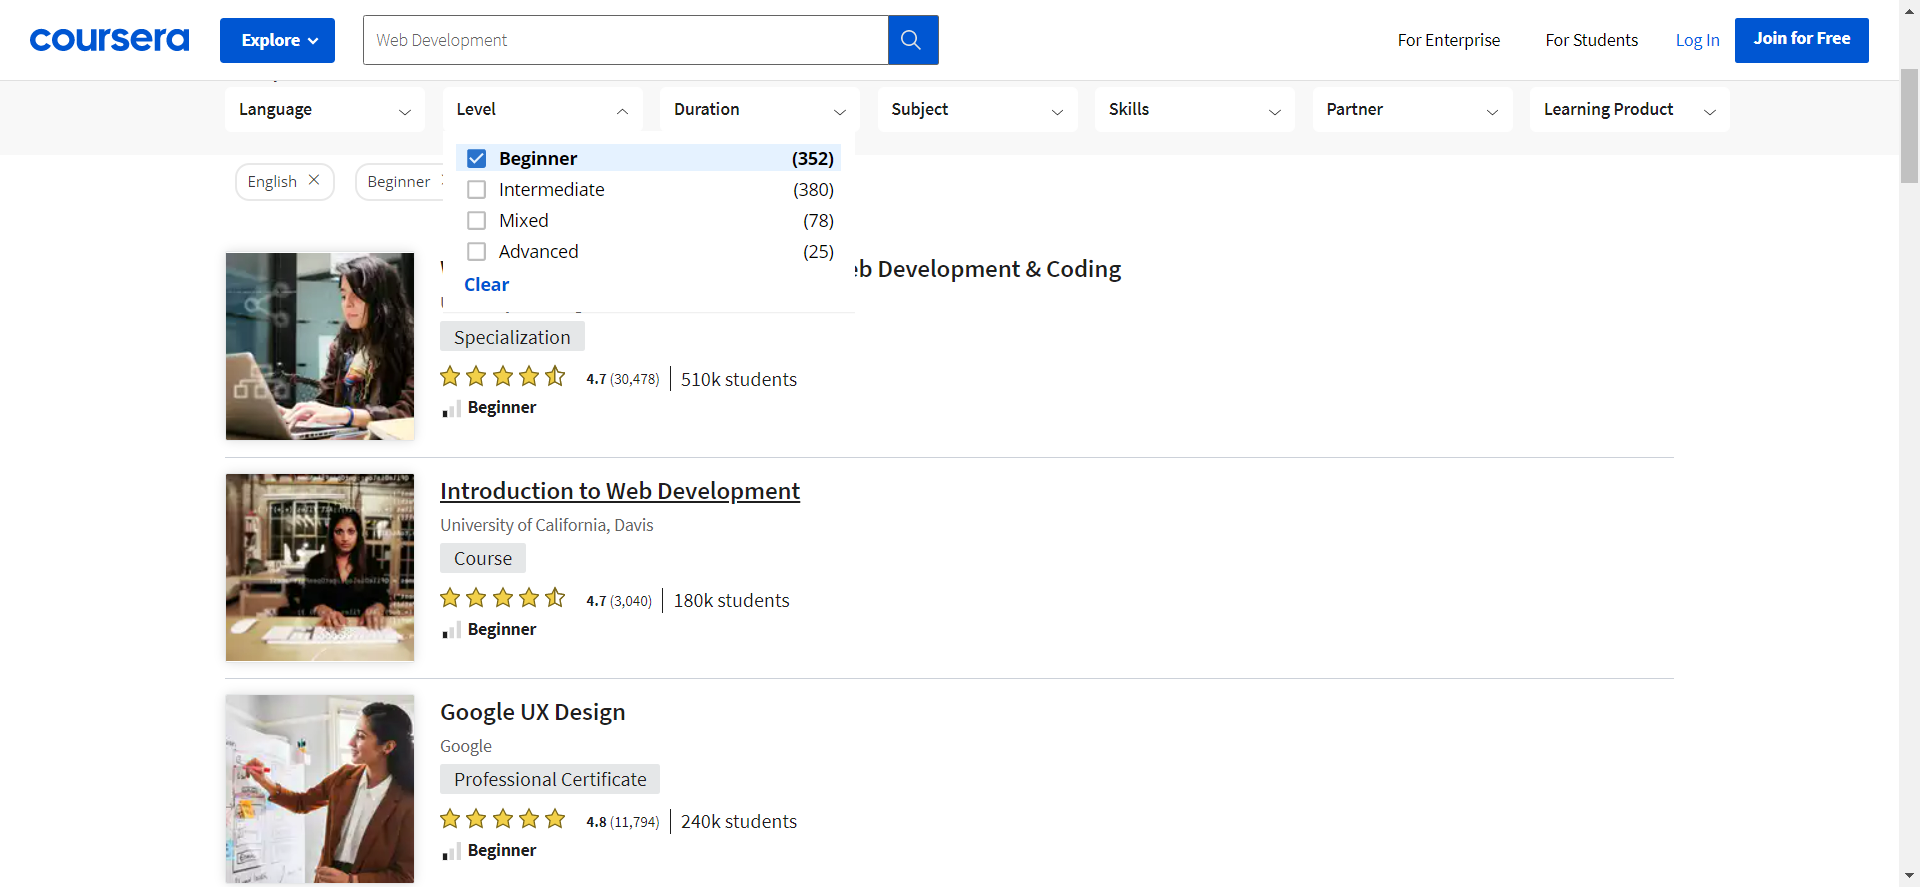 coursera
Explore
Web Development
For Enterprise
For Students
Log In
Join for Free
Language
Level
Duration
Subject
Skills
Partner
Learning Product
Beginner (352)
Intermediate (380)
Mixed (78)
Advanced (25)
Clear
English
Beginner
Development & Coding
Specialization
4.7 (30,478) 510k students
Beginner
Introduction to Web Development
University of California, Davis
Course
4.7 (3,040) 180k students
Beginner
Google UX Design
Google
Professional Certificate
4.8 (11,794) 240k students
Beginner